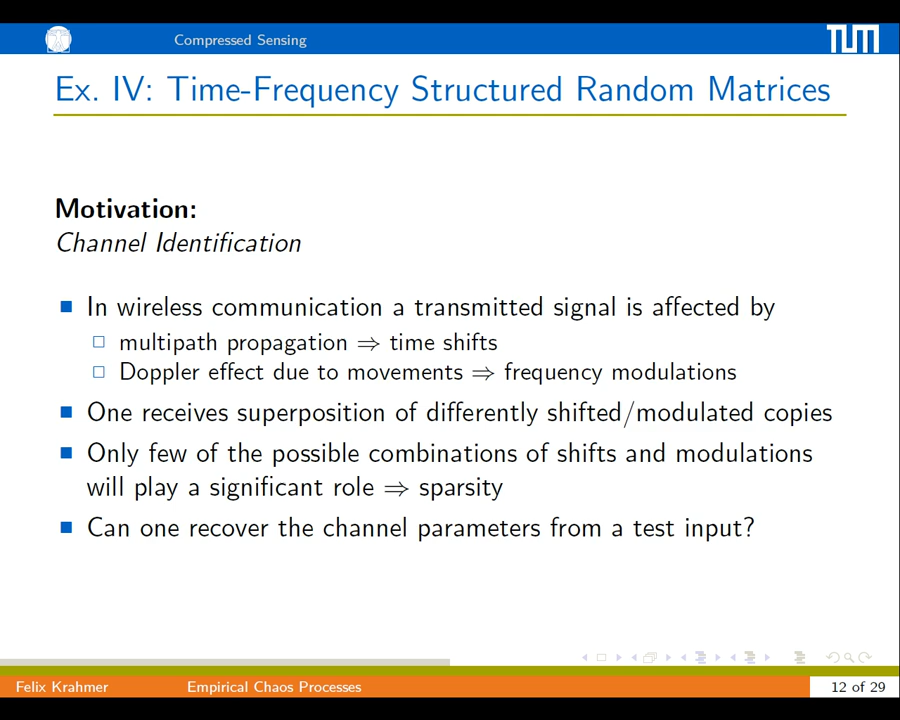 Compressed Sensing
TUM
Ex. IV: Time-Frequency Structured Random Matrices
Motivation:
Channel Identification
In wireless communication a transmitted signal is affected by
multipath propagation ⇒ time shifts
Doppler effect due to movements ⇒ frequency modulations
One receives superposition of differently shifted/modulated copies
Only few of the possible combinations of shifts and modulations
will play a significant role ⇒ sparsity
Can one recover the channel parameters from a test input?
Felix Krahmer
Empirical Chaos Processes
12 of 29